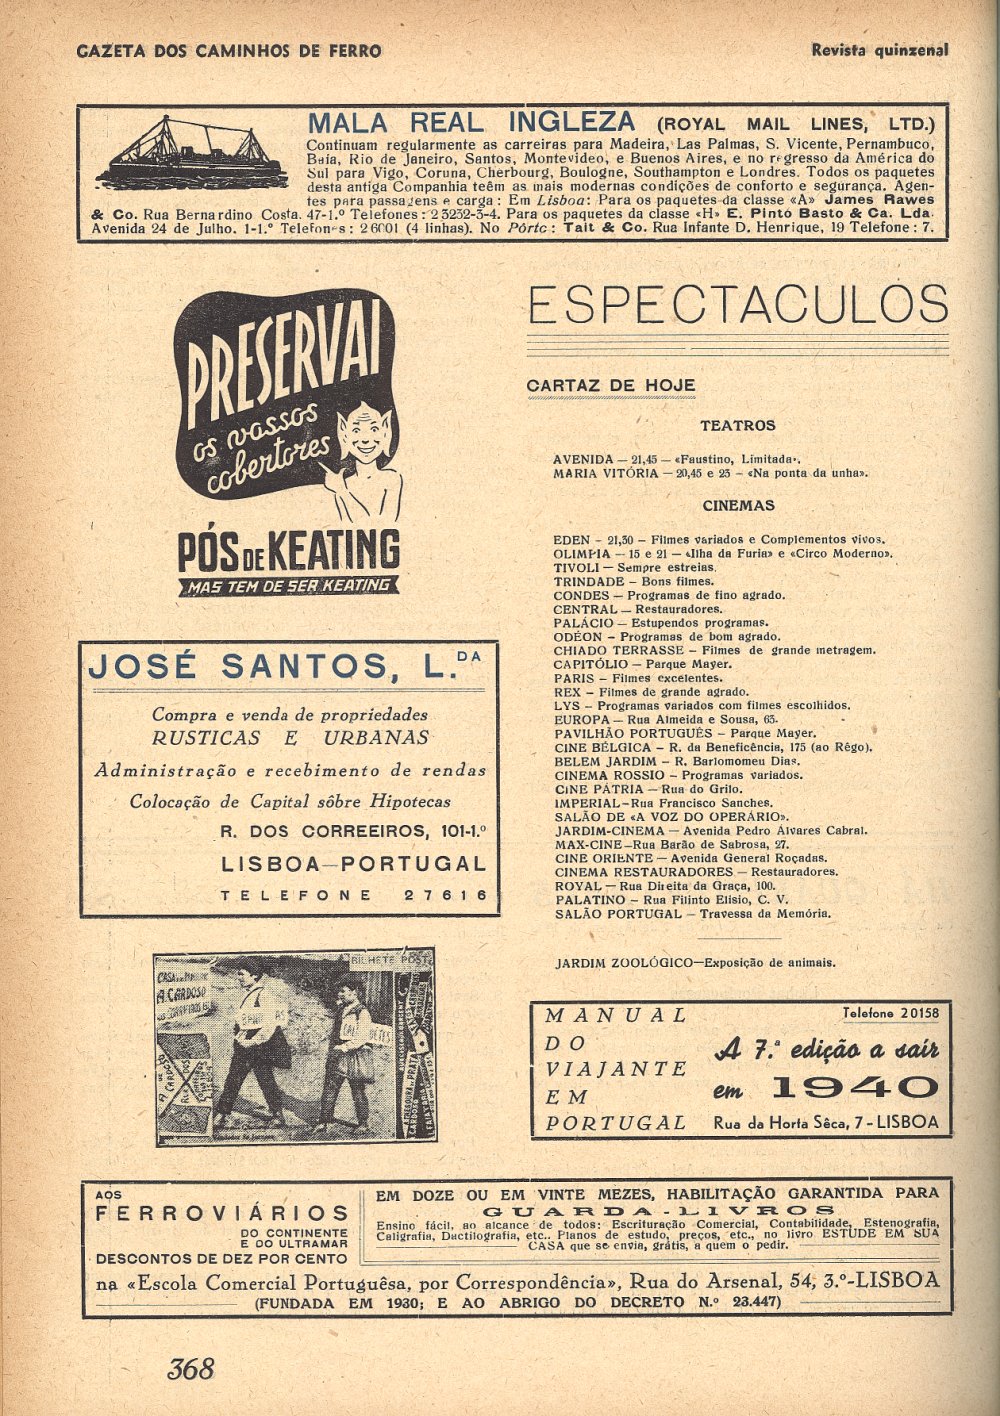 GAZETA DOS CAMINHOS DE FERRO
Revista quinzenal
MALA REAL INGLEZA (ROYAL MAIL LINES, LTD.)
Continuam regularmente as carreiras para Madeira, Las Palmas, S. Vicente, Pernambuco,
Baía, Rio de Janeiro, Santos, Montevideo, e Buenos Aires, e no regresso da América do
Sul para Vigo, Coruna, Cherbourg, Boulogne, Southampton e Londres. Todos os paquetes
desta antiga Companhia teêm as mais modernas condições de conforto e segurança. Agen-
tes para passagens e carga: Em Lisboa: Para os paquetes da classe «A» James Rawes
& Co. Rua Bernardino Costa. 47-1.º Telefones: 23232-3-4. Para os paquetes da classe «H» E. Pinto Basto & Ca. Lda.
Avenida 24 de Julho. 1-1.º Telefones: 26001 (4 linhas). No Pôrto: Tait & Co. Rua Infante D. Henrique, 19 Telefone: 7.
PRESERVAI
os vossos
cobertores
PÓS DE KEATING
MAS TEM DE SER KEATING
JOSÉ SANTOS, L.DA
Compra e venda de propriedades
RUSTICAS E URBANAS
Administração e recebimento de rendas
Colocação de Capital sôbre Hipotecas
R. DOS CORREEIROS, 101-1.º
LISBOA—PORTUGAL
TELEFONE 27616
BILHETE POST
A. CARDOSO
ESPECTACULOS
CARTAZ DE HOJE
TEATROS
AVENIDA — 21,45 — «Faustino, Limitada».
MARIA VITÓRIA — 20,45 e 23 — «Na ponta da unha».
CINEMAS
EDEN — 21,30 — Filmes variados e Complementos vivos.
OLIMPIA — 15 e 21 — «Ilha da Furia» e «Circo Moderno».
TIVOLI — Sempre estreias.
TRINDADE — Bons filmes.
CONDES — Programas de fino agrado.
CENTRAL — Restauradores.
PALÁCIO — Estupendos programas.
ODÉON — Programas de bom agrado.
CHIADO TERRASSE — Filmes de grande metragem.
CAPITÓLIO — Parque Mayer.
PARIS — Filmes excelentes.
REX — Filmes de grande agrado.
LYS — Programas variados com filmes escolhidos.
EUROPA — Rua Almeida e Sousa, 63.
PAVILHÃO PORTUGUÊS — Parque Mayer.
CINE BÉLGICA — R. da Beneficência, 175 (ao Rêgo).
BELEM JARDIM — R. Barlomomeu Dias.
CINEMA ROSSIO — Programas variados.
CINE PÁTRIA — Rua do Grilo.
IMPERIAL—Rua Francisco Sanches.
SALÃO DE «A VOZ DO OPERÁRIO».
JARDIM-CINEMA — Avenida Pedro Álvares Cabral.
MAX-CINE—Rua Barão de Sabrosa, 27.
CINE ORIENTE — Avenida General Roçadas.
CINEMA RESTAURADORES — Restauradores.
ROYAL — Rua Direita da Graça, 100.
PALATINO — Rua Filinto Elisio, C. V.
SALÃO PORTUGAL — Travessa da Memória.
JARDIM ZOOLÓGICO—Exposição de animais.
MANUAL
DO
VIAJANTE
EM
PORTUGAL
Telefone 20158
A 7.ª edição a saír
em 1940
Rua da Horta Sêca, 7 - LISBOA
AOS
FERROVIÁRIOS
DO CONTINENTE
E DO ULTRAMAR
DESCONTOS DE DEZ POR CENTO
EM DOZE OU EM VINTE MEZES, HABILITAÇÃO GARANTIDA PARA
GUARDA-LIVROS
Ensino fácil, ao alcance de todos: Escrituração Comercial, Contabilidade, Estenografia,
Caligrafia, Dactilografia, etc.. Planos de estudo, preços, etc., no livro ESTUDE EM SUA
CASA que se envia, grátis, a quem o pedir.
na «Escola Comercial Portuguêsa, por Correspondência», Rua do Arsenal, 54, 3.º-LISBOA
(FUNDADA EM 1930; E AO ABRIGO DO DECRETO N.º 23.447)
368